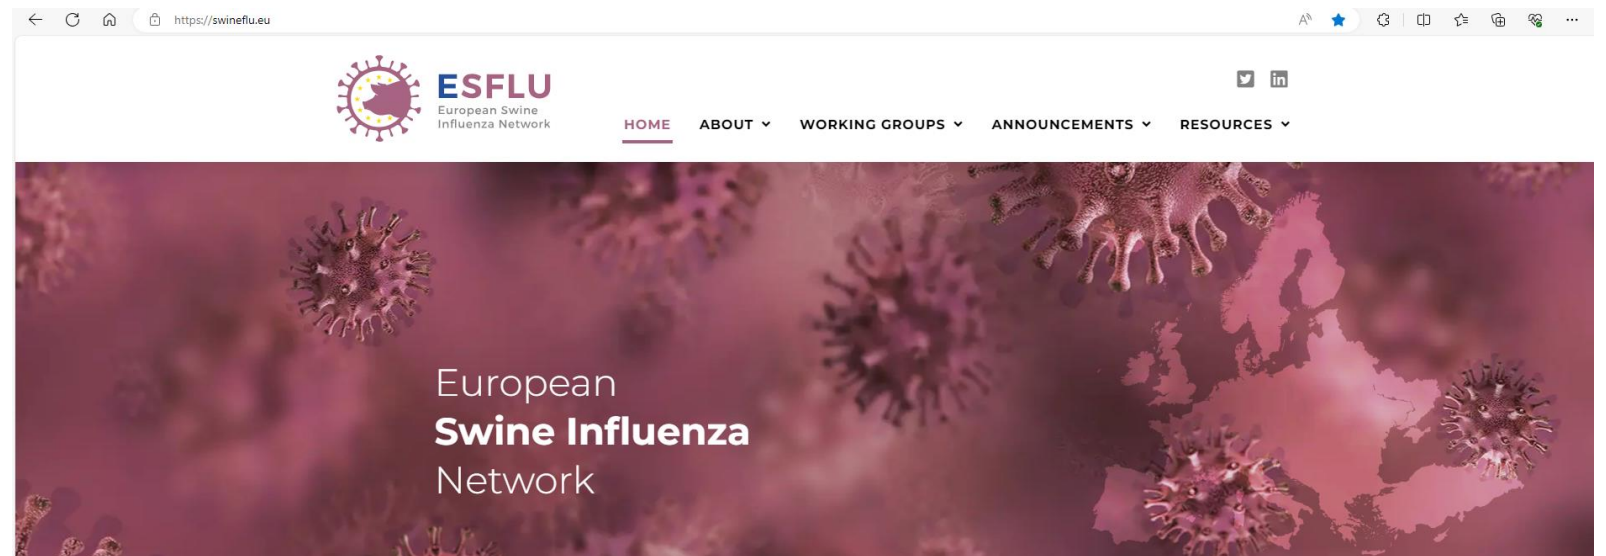 https://swineflu.eu
ESFLU
European Swine
Influenza Network
HOME ABOUT WORKING GROUPS ANNOUNCEMENTS RESOURCES
European
Swine Influenza
Network